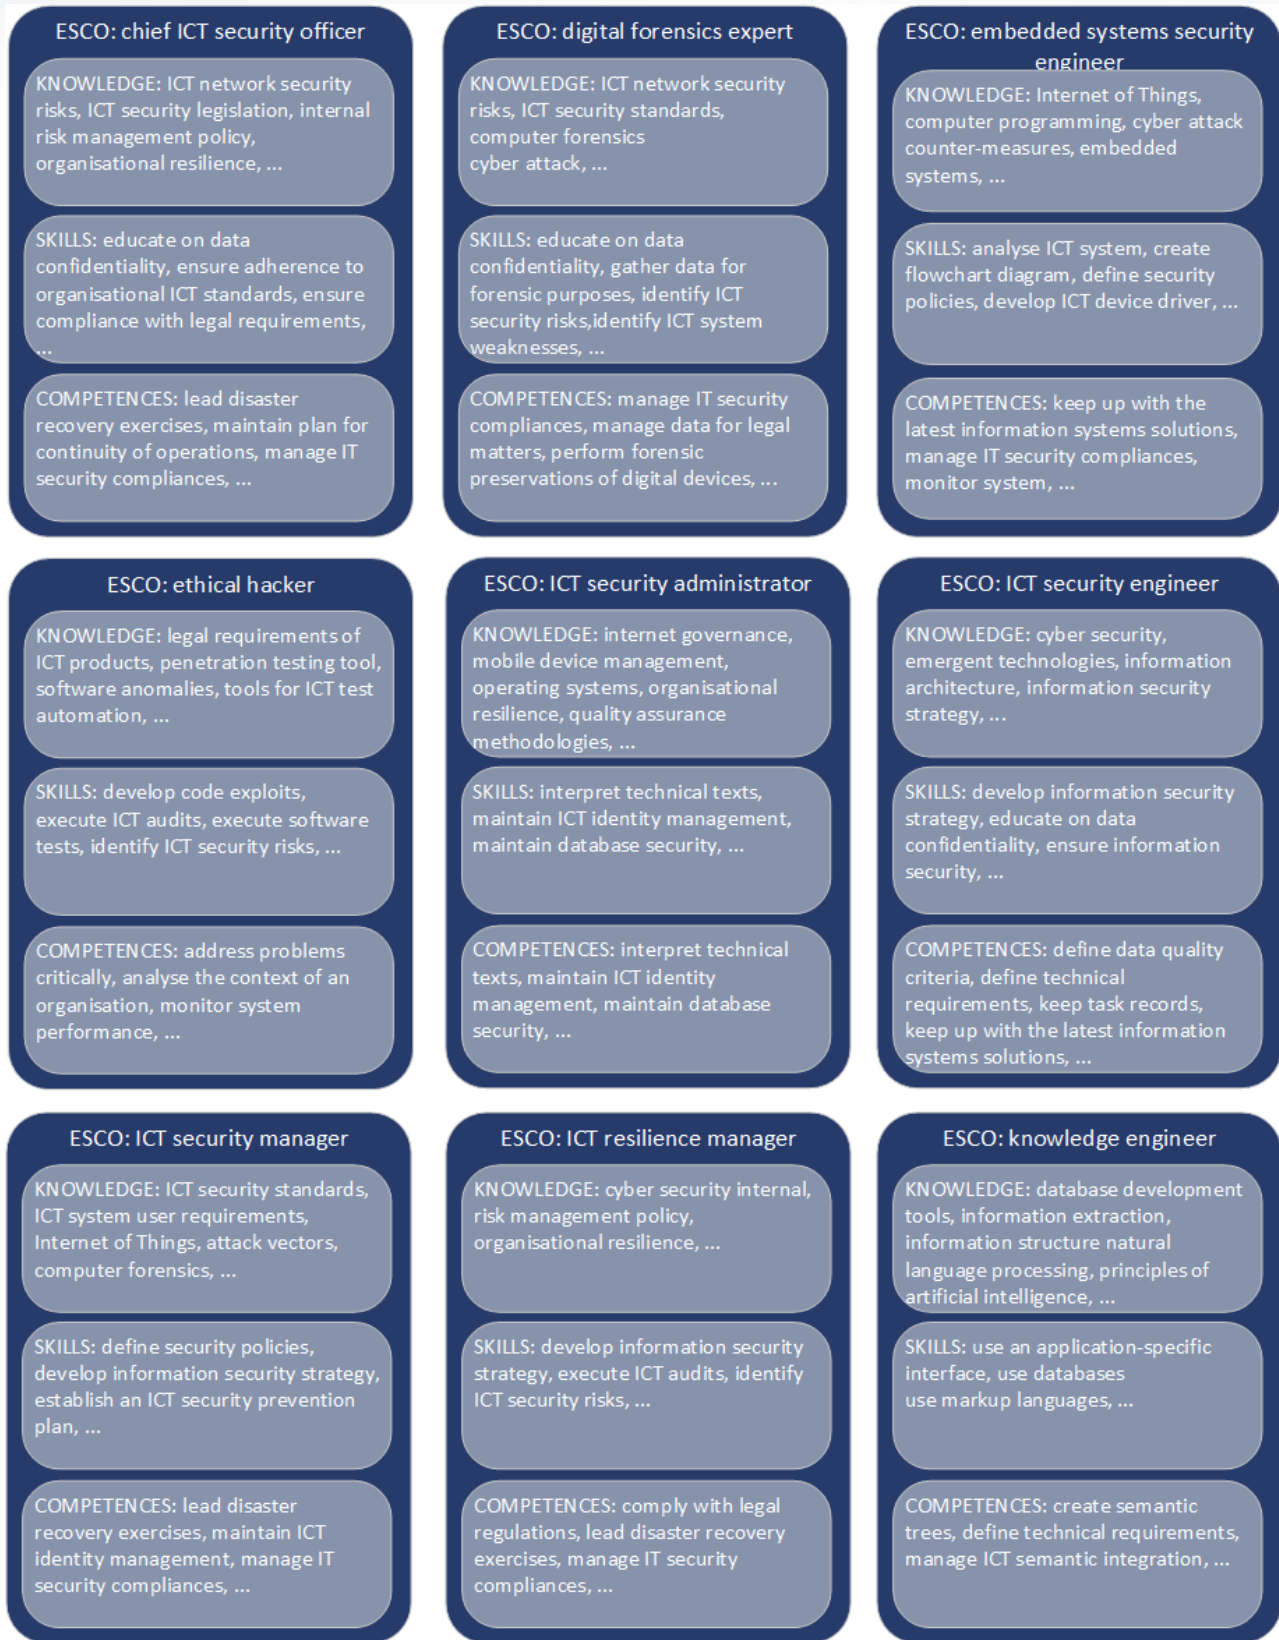 ESCO: chief ICT security officer
KNOWLEDGE: ICT network security
risks, ICT security legislation, internal
risk management policy,
organisational resilience, ...
SKILLS: educate on data
confidentiality, ensure adherence to
organisational ICT standards, ensure
compliance with legal requirements,
...
COMPETENCES: lead disaster
recovery exercises, maintain plan for
continuity of operations, manage IT
security compliances, ...
ESCO: digital forensics expert
KNOWLEDGE: ICT network security
risks, ICT security standards,
computer forensics
cyber attack, ...
SKILLS: educate on data
confidentiality, gather data for
forensic purposes, identify ICT
security risks,identify ICT system
weaknesses, ...
COMPETENCES: manage IT security
compliances, manage data for legal
matters, perform forensic
preservations of digital devices, ...
ESCO: embedded systems security
engineer
KNOWLEDGE: Internet of Things,
computer programming, cyber attack
counter-measures, embedded
systems, ...
SKILLS: analyse ICT system, create
flowchart diagram, define security
policies, develop ICT device driver, ...
COMPETENCES: keep up with the
latest information systems solutions,
manage IT security compliances,
monitor system, ...
ESCO: ethical hacker
KNOWLEDGE: legal requirements of
ICT products, penetration testing tool,
software anomalies, tools for ICT test
automation, ...
SKILLS: develop code exploits,
execute ICT audits, execute software
tests, identify ICT security risks, ...
COMPETENCES: address problems
critically, analyse the context of an
organisation, monitor system
performance, ...
ESCO: ICT security administrator
KNOWLEDGE: internet governance,
mobile device management,
operating systems, organisational
resilience, quality assurance
methodologies, ...
SKILLS: interpret technical texts,
maintain ICT identity management,
maintain database security, ...
COMPETENCES: interpret technical
texts, maintain ICT identity
management, maintain database
security, ...
ESCO: ICT security engineer
KNOWLEDGE: cyber security,
emergent technologies, information
architecture, information security
strategy, ...
SKILLS: develop information security
strategy, educate on data
confidentiality, ensure information
security, ...
COMPETENCES: define data quality
criteria, define technical
requirements, keep task records,
keep up with the latest information
systems solutions, ...
ESCO: ICT security manager
KNOWLEDGE: ICT security standards,
ICT system user requirements,
Internet of Things, attack vectors,
computer forensics, ...
SKILLS: define security policies,
develop information security strategy,
establish an ICT security prevention
plan, ...
COMPETENCES: lead disaster
recovery exercises, maintain ICT
identity management, manage IT
security compliances, ...
ESCO: ICT resilience manager
KNOWLEDGE: cyber security internal,
risk management policy,
organisational resilience, ...
SKILLS: develop information security
strategy, execute ICT audits, identify
ICT security risks, ...
COMPETENCES: comply with legal
regulations, lead disaster recovery
exercises, manage IT security
compliances, ...
ESCO: knowledge engineer
KNOWLEDGE: database development
tools, information extraction,
information structure natural
language processing, principles of
artificial intelligence, ...
SKILLS: use an application-specific
interface, use databases
use markup languages, ...
COMPETENCES: create semantic
trees, define technical requirements,
manage ICT semantic integration, ...